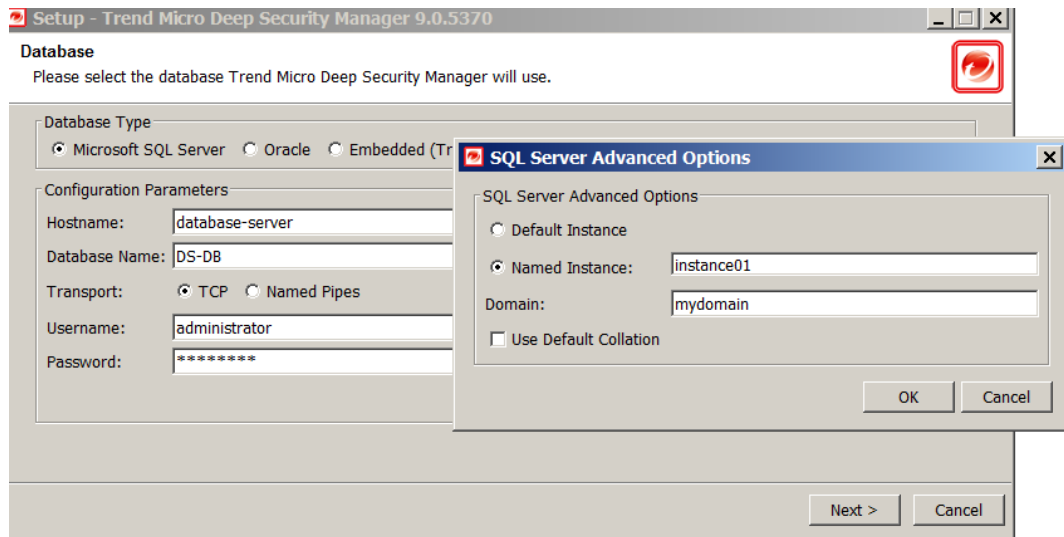 Setup - Trend Micro Deep Security Manager 9.0.5370
Database
Please select the database Trend Micro Deep Security Manager will use.
Database Type
Microsoft SQL Server Oracle Embedded (Tr
Configuration Parameters
Hostname: database-server
Database Name: DS-DB
Transport: TCP Named Pipes
Username: administrator
Password: ********
SQL Server Advanced Options
SQL Server Advanced Options
Default Instance
Named Instance: instance01
Domain: mydomain
Use Default Collation
OK Cancel
Next > Cancel